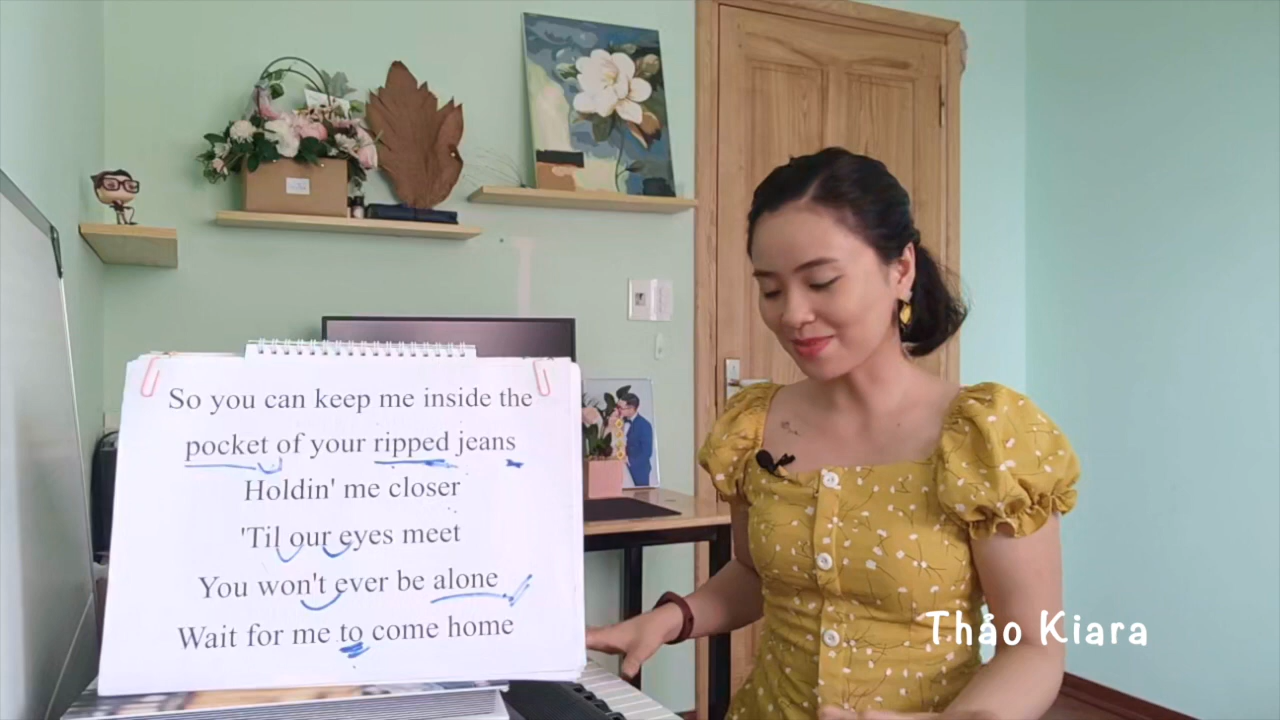 So you can keep me inside the
pocket of your ripped jeans
Holdin' me closer
'Til our eyes meet
You won't ever be alone
Wait for me to come home
Thảo Kiara